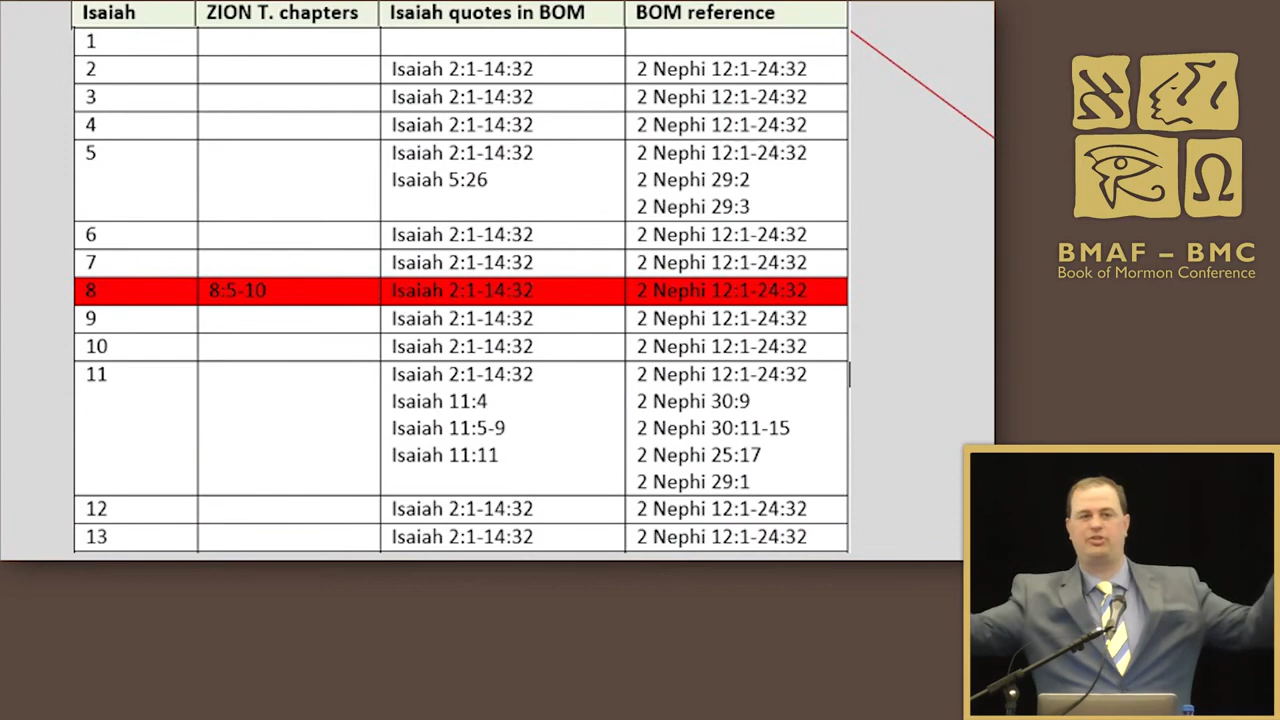 Isaiah ZION T. chapters Isaiah quotes in BOM BOM reference
1
2 Isaiah 2:1-14:32 2 Nephi 12:1-24:32
3 Isaiah 2:1-14:32 2 Nephi 12:1-24:32
4 Isaiah 2:1-14:32 2 Nephi 12:1-24:32
5 Isaiah 2:1-14:32 2 Nephi 12:1-24:32
Isaiah 5:26 2 Nephi 29:2
2 Nephi 29:3
6 Isaiah 2:1-14:32 2 Nephi 12:1-24:32
7 Isaiah 2:1-14:32 2 Nephi 12:1-24:32
8 8:5-10 Isaiah 2:1-14:32 2 Nephi 12:1-24:32
9 Isaiah 2:1-14:32 2 Nephi 12:1-24:32
10 Isaiah 2:1-14:32 2 Nephi 12:1-24:32
11 Isaiah 2:1-14:32 2 Nephi 12:1-24:32
Isaiah 11:4 2 Nephi 30:9
Isaiah 11:5-9 2 Nephi 30:11-15
Isaiah 11:11 2 Nephi 25:17
2 Nephi 29:1
12 Isaiah 2:1-14:32 2 Nephi 12:1-24:32
13 Isaiah 2:1-14:32 2 Nephi 12:1-24:32
א
Ω
BMAF – BMC
Book of Mormon Conference